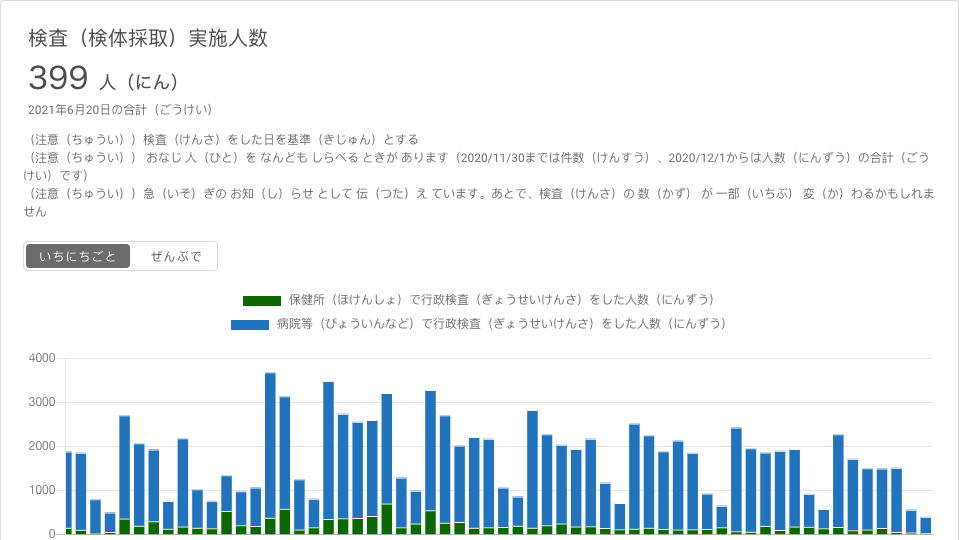 検査（検体採取）実施人数
399 人（にん）
2021年6月20日の合計（ごうけい）
（注意（ちゅうい））検査（けんさ）をした日を基準（きじゅん）とする
（注意（ちゅうい）） おなじ 人（ひと）を なんども しらべる ときが あります（2020/11/30までは件数（けんすう）、2020/12/1からは人数（にんずう）の合計（ごう
けい）です）
（注意（ちゅうい））急（いそ）ぎの お知（し）らせ として 伝（つた）え ています。あとで、検査（けんさ）の 数（かず） が 一部（いちぶ） 変（か）わるかもしれま
せん
いちにちごと ぜんぶで
保健所（ほけんしょ）で行政検査（ぎょうせいけんさ）をした人数（にんずう）
病院等（びょういんなど）で行政検査（ぎょうせいけんさ）をした人数（にんずう）
4000
3000
2000
1000
0